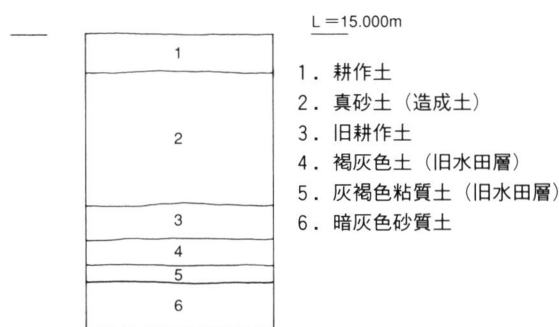 L＝15.000m
1
2
3
4
5
6
1．耕作土
2．真砂土（造成土）
3．旧耕作土
4．褐灰色土（旧水田層）
5．灰褐色粘質土（旧水田層）
6．暗灰色砂質土